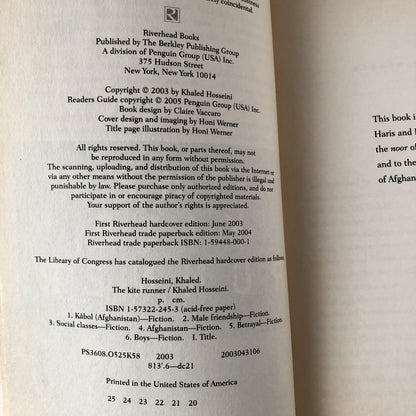 coincidental.
R
Riverhead Books
Published by The Berkley Publishing Group
A division of Penguin Group (USA) Inc.
375 Hudson Street
New York, New York 10014
Copyright © 2003 by Khaled Hosseini
Readers Guide copyright © 2005 Penguin Group (USA) Inc.
Book design by Claire Vaccaro
Cover design and imaging by Honi Werner
Title page illustration by Honi Werner
All rights reserved. This book, or parts thereof, may not
be reproduced in any form without permission.
The scanning, uploading, and distribution of this book via the Internet or
via any other means without the permission of the publisher is illegal and
punishable by law. Please purchase only authorized editions, and do not
participate in or encourage piracy of copyrighted materials.
Your support of the author's rights is appreciated.
First Riverhead hardcover edition: June 2003
First Riverhead trade paperback edition: May 2004
Riverhead trade paperback ISBN: 1-59448-000-1
The Library of Congress has catalogued the Riverhead hardcover edition as follows:
Hosseini, Khaled.
The kite runner / Khaled Hosseini.
p. cm.
ISBN 1-57322-245-3 (acid-free paper)
1. Kābol (Afghanistan)—Fiction. 2. Male friendship—Fiction.
3. Social classes—Fiction. 4. Afghanistan—Fiction. 5. Betrayal—Fiction.
6. Boys—Fiction. I. Title.
PS3608.O525K58 2003 2003043106
813'.6—dc21
Printed in the United States of America
25 24 23 22 21 20
This book i
Haris and
the noor of
and to the
of Afghan